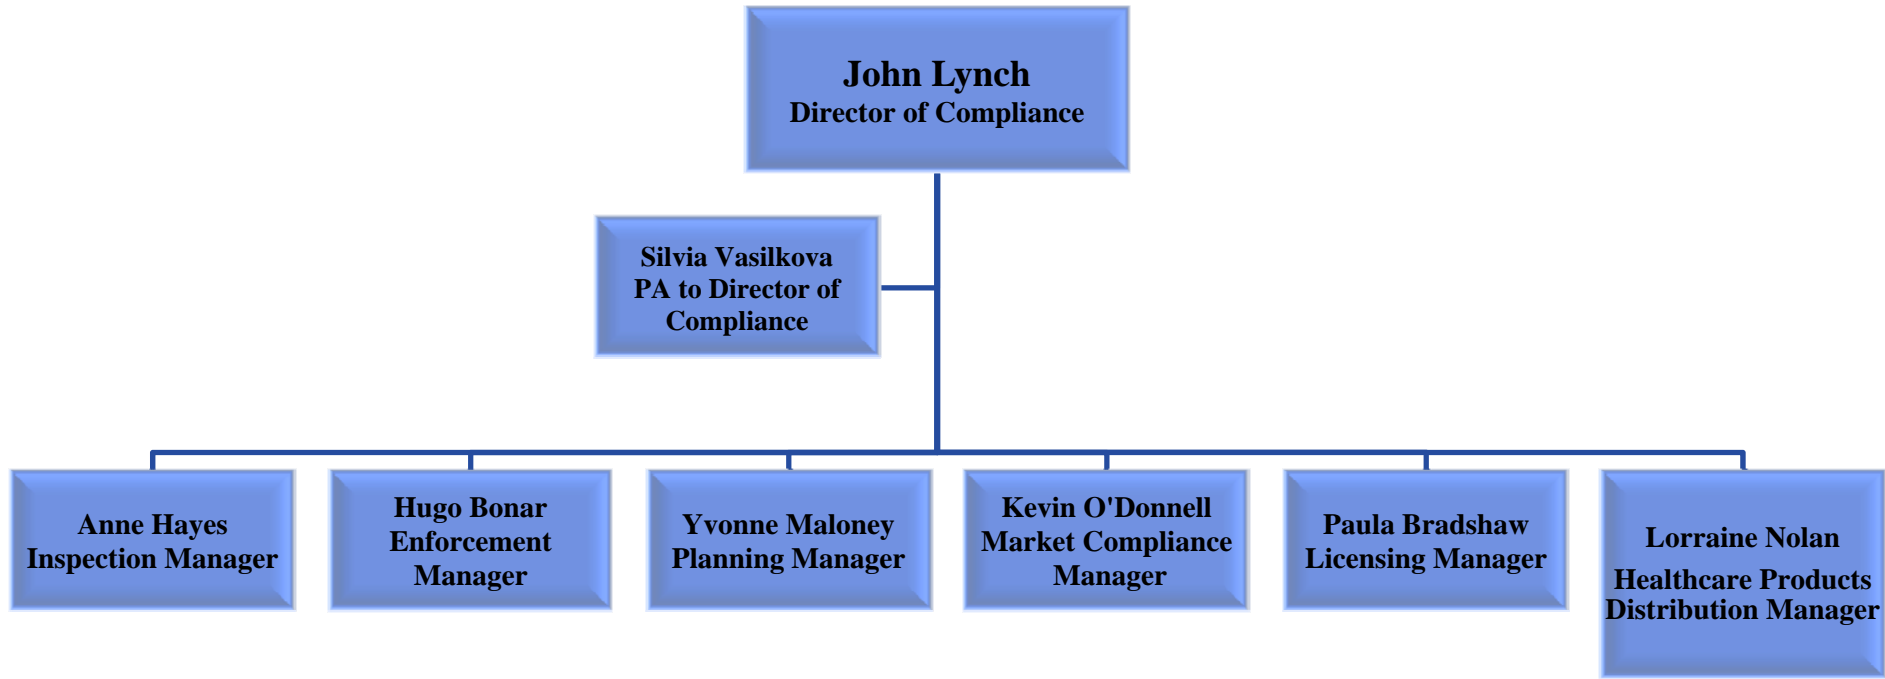 John Lynch
Director of Compliance
Silvia Vasilkova
PA to Director of
Compliance
Anne Hayes
Inspection Manager
Hugo Bonar
Enforcement
Manager
Yvonne Maloney
Planning Manager
Kevin O'Donnell
Market Compliance
Manager
Paula Bradshaw
Licensing Manager
Lorraine Nolan
Healthcare Products
Distribution Manager